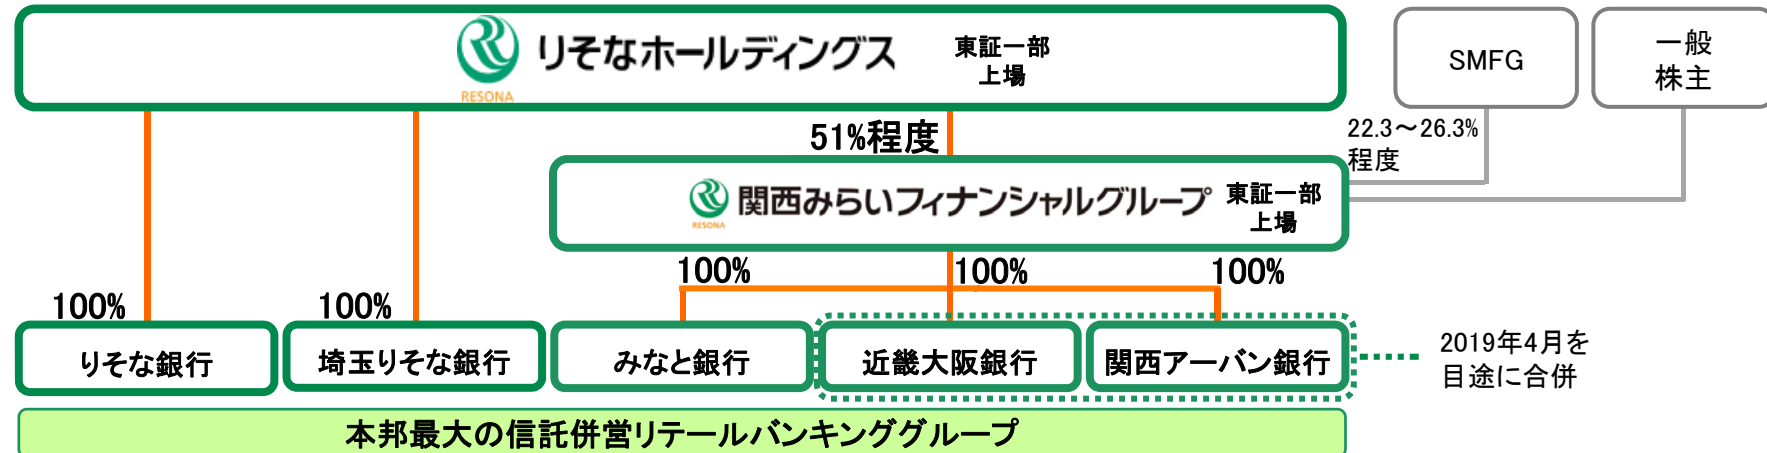 りそなホールディングス
RESONA
東証一部
上場
SMFG
一般
株主
51%程度
22.3～26.3%
程度
関西みらいフィナンシャルグループ
RESONA
東証一部
上場
100%
100%
100%
100%
100%
りそな銀行
埼玉りそな銀行
みなと銀行
近畿大阪銀行
関西アーバン銀行
2019年4月を
目途に合併
本邦最大の信託併営リテールバンキンググループ